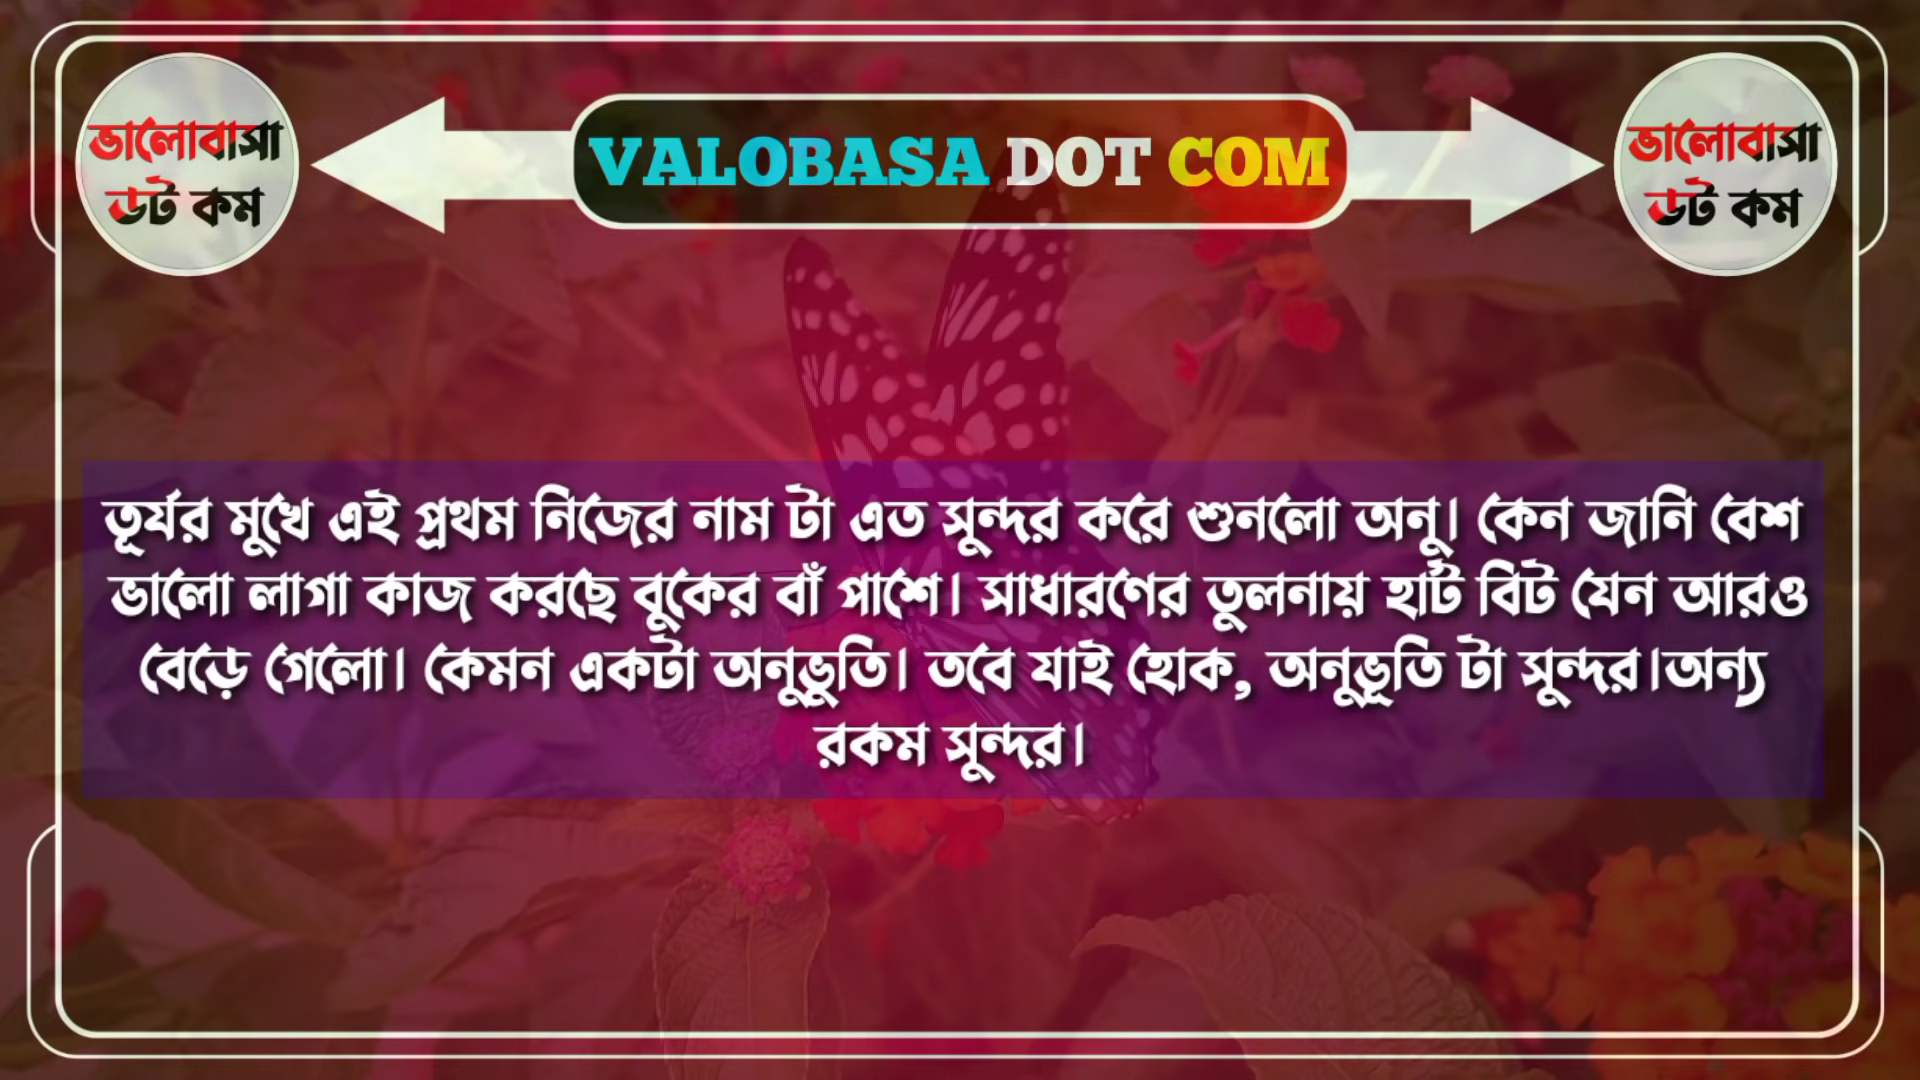 ভালোবাসা
ডট কম
VALOBASA DOT COM
ভালোবাসা
ডট কম
তূর্যর মুখে এই প্রথম নিজের নাম টা এত সুন্দর করে শুনলো অনু। কেন জানি বেশ
ভালো লাগা কাজ করছে বুকের বাঁ পাশে। সাধারণের তুলনায় হার্ট বিট যেন আরও
বেড়ে গেলো। কেমন একটা অনুভুতি। তবে যাই হোক, অনুভূতি টা সুন্দর।অন্য
রকম সুন্দর।